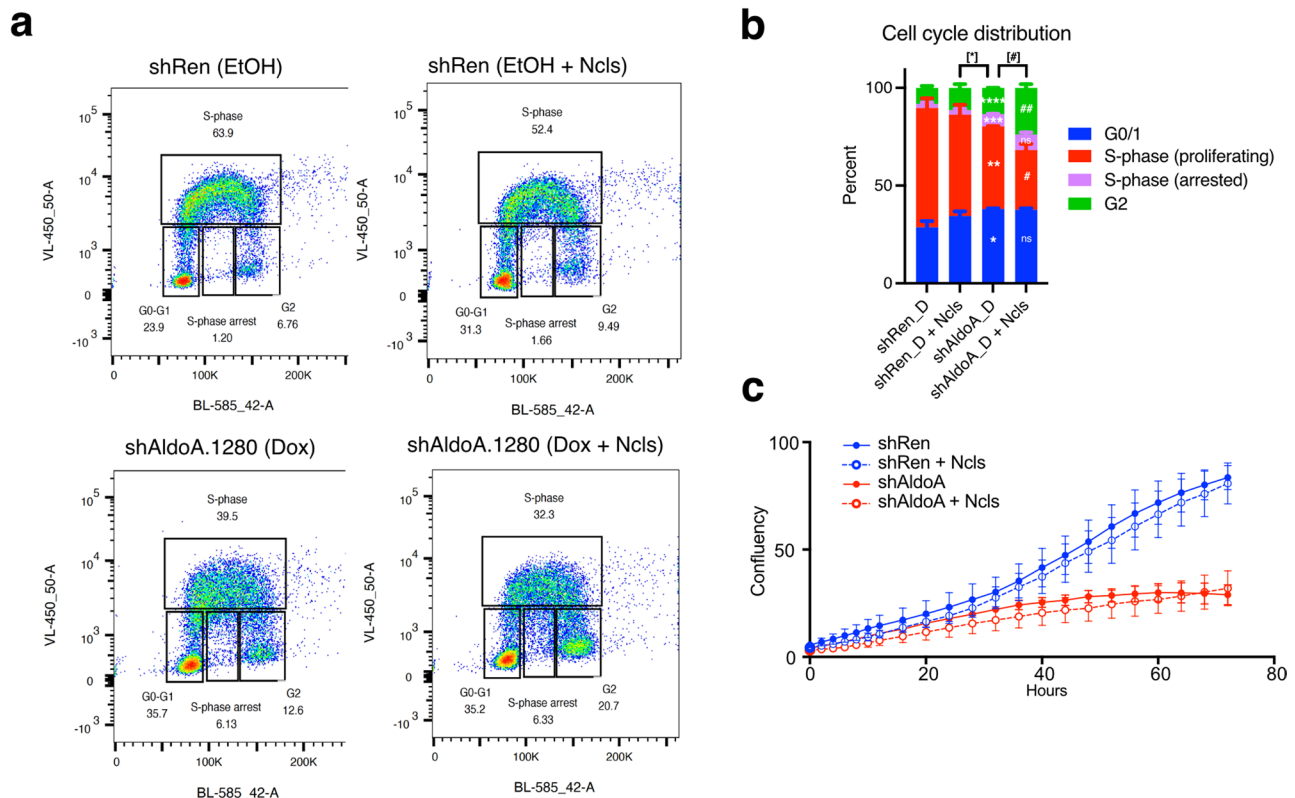 a
shRen (EtOH)
S-phase
63.9
10^5
10^4
10^3
0
-10^3
VL-450_50-A
G0-G1
23.9
S-phase arrest
1.20
G2
6.76
0
100K
200K
BL-585_42-A
shRen (EtOH + Ncls)
S-phase
52.4
10^5
10^4
10^3
0
-10^3
VL-450_50-A
G0-G1
31.3
S-phase arrest
1.66
G2
9.49
0
100K
200K
BL-585_42-A
shAldoA.1280 (Dox)
S-phase
39.5
10^5
10^4
10^3
0
-10^3
VL-450_50-A
G0-G1
35.7
S-phase arrest
6.13
G2
12.6
0
100K
200K
BL-585_42-A
shAldoA.1280 (Dox + Ncls)
S-phase
32.3
10^5
10^4
10^3
0
-10^3
VL-450_50-A
G0-G1
35.2
S-phase arrest
6.33
G2
20.7
0
100K
200K
BL-585_42-A
b
Cell cycle distribution
[*]
[#]
100
50
0
Percent
****
***
**
*
##
ns
#
ns
shRen_D
shRen_D + Ncls
shAldoA_D
shAldoA_D + Ncls
G0/1
S-phase (proliferating)
S-phase (arrested)
G2
c
shRen
shRen + Ncls
shAldoA
shAldoA + Ncls
100
50
0
Confluency
0
20
40
60
80
Hours